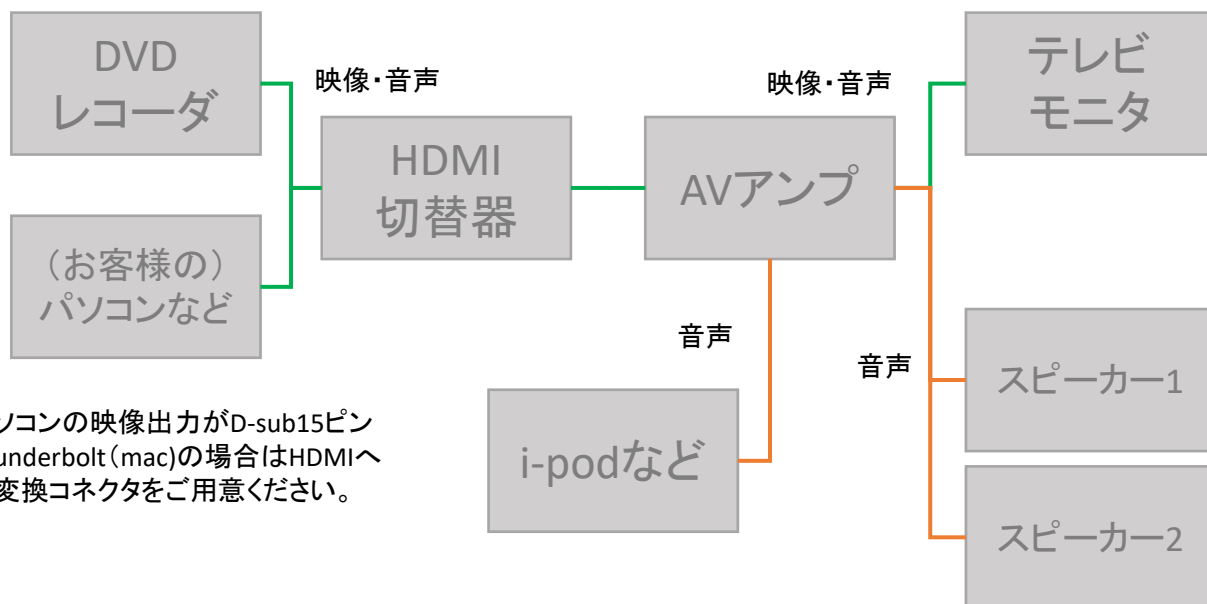 DVD
レコーダ
映像・音声
映像・音声
テレビ
モニタ
HDMI
切替器
AVアンプ
（お客様の）
パソコンなど
音声
音声
スピーカー1
ソコンの映像出力がD-sub15ピン
underbolt（mac)の場合はHDMIへ
変換コネクタをご用意ください。
i-podなど
スピーカー2